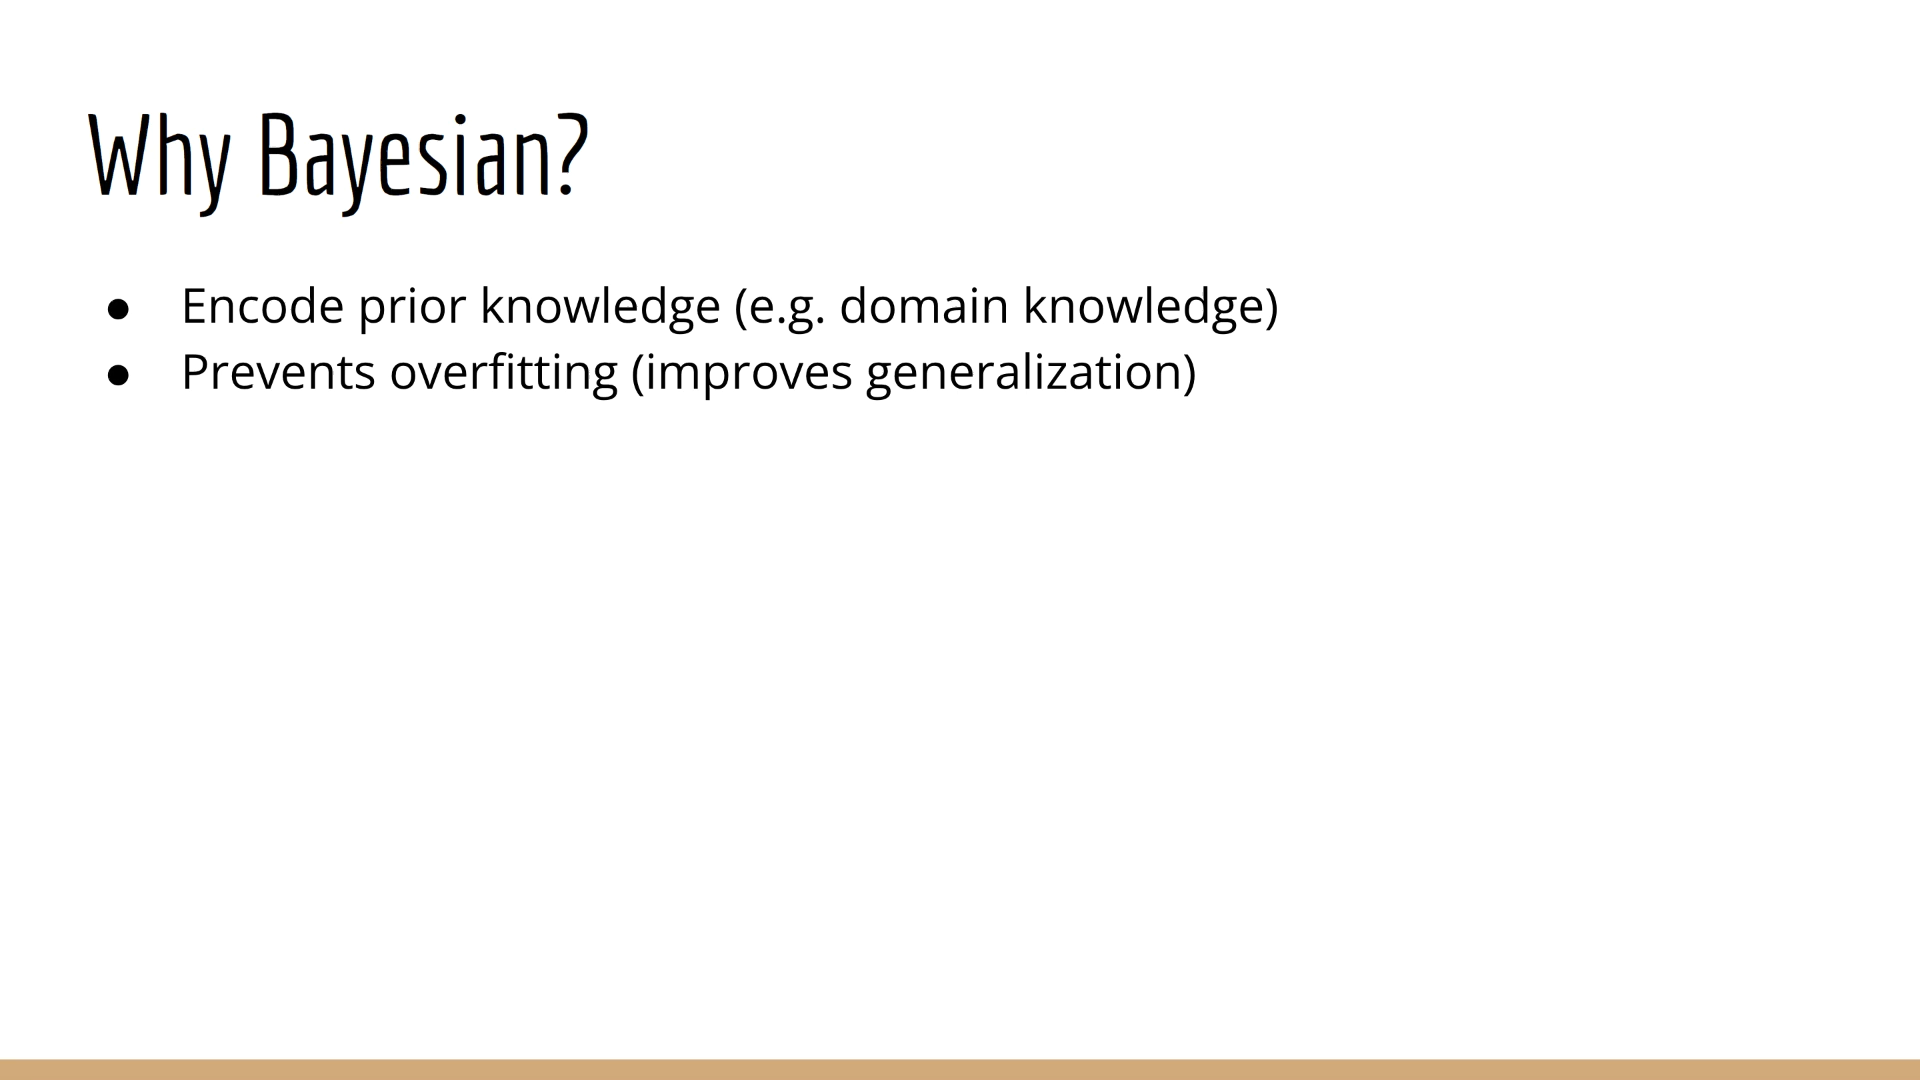 Why Bayesian?
● Encode prior knowledge (e.g. domain knowledge)
● Prevents overfitting (improves generalization)